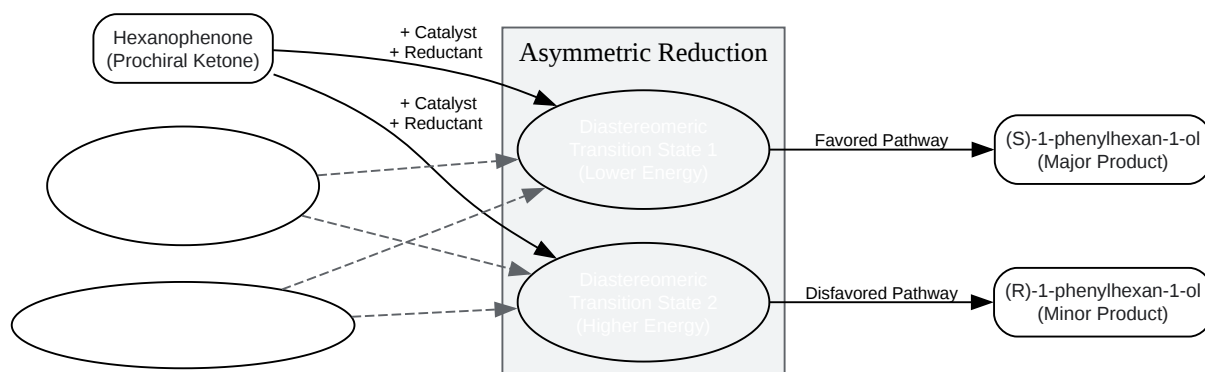 Hexanophenone
(Prochiral Ketone)
+ Catalyst
+ Reductant
+ Catalyst
+ Reductant
Asymmetric Reduction
Diastereomeric
Transition State 1
(Lower Energy)
Favored Pathway
(S)-1-phenylhexan-1-ol
(Major Product)
Diastereomeric
Transition State 2
(Higher Energy)
Disfavored Pathway
(R)-1-phenylhexan-1-ol
(Minor Product)